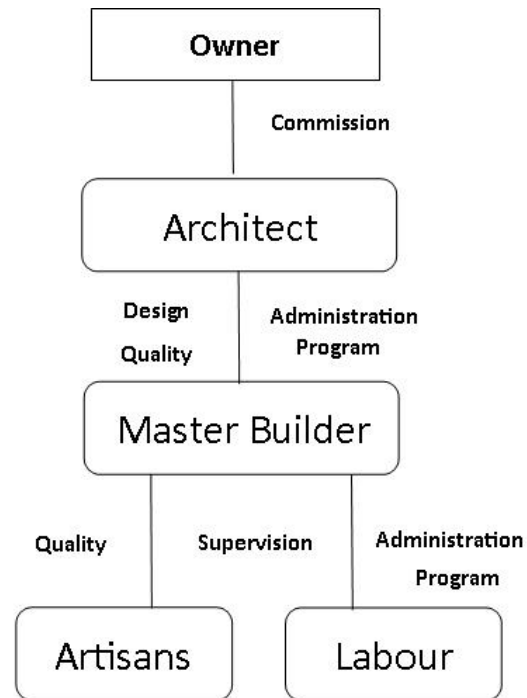 Owner
Commission
Architect
Design
Administration
Quality
Program
Master Builder
Quality
Supervision
Administration
Program
Artisans
Labour